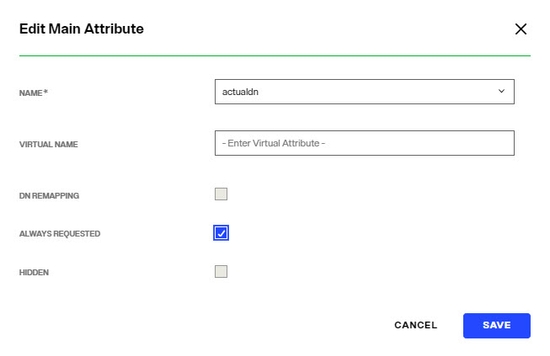 Edit Main Attribute
NAME*
actualdn
VIRTUAL NAME
- Enter Virtual Attribute -
DN REMAPPING
ALWAYS REQUESTED
HIDDEN
CANCEL
SAVE